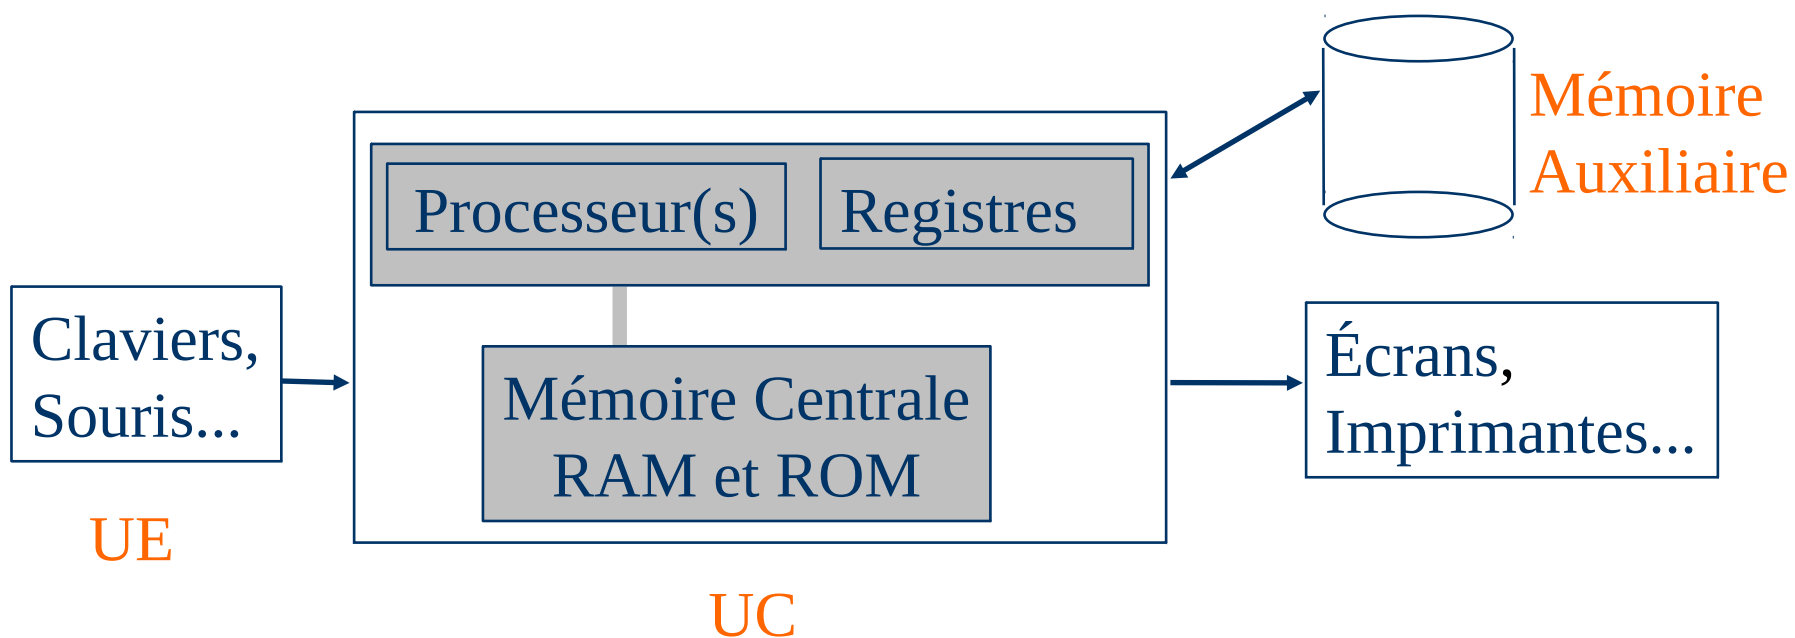 Mémoire
Auxiliaire
Processeur(s)
Registres
Claviers,
Souris...
Mémoire Centrale
RAM et ROM
Écrans,
Imprimantes...
UE
UC